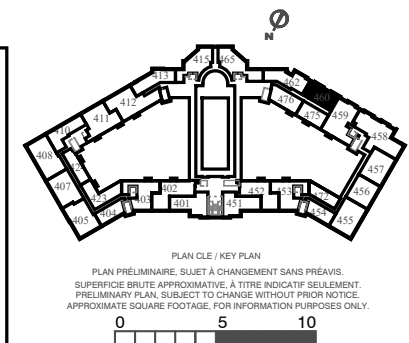 N
415 465
413 462
412 476 460
411 475 459
410 458
408 424 457
407 402 452 456
423 403 453 472
405 404 401 451 454 455
PLAN CLE / KEY PLAN
PLAN PRÉLIMINAIRE, SUJET À CHANGEMENT SANS PRÉAVIS.
SUPERFICIE BRUTE APPROXIMATIVE, À TITRE INDICATIF SEULEMENT.
PRELIMINARY PLAN, SUBJECT TO CHANGE WITHOUT PRIOR NOTICE.
APPROXIMATE SQUARE FOOTAGE, FOR INFORMATION PURPOSES ONLY.
0 5 10